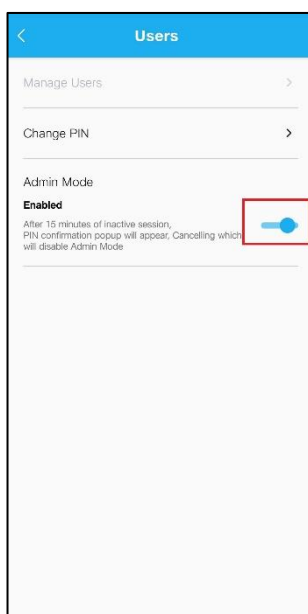 Users
Manage Users
Change PIN
Admin Mode
Enabled
After 15 minutes of inactive session,
PIN confirmation popup will appear, Cancelling which
will disable Admin Mode